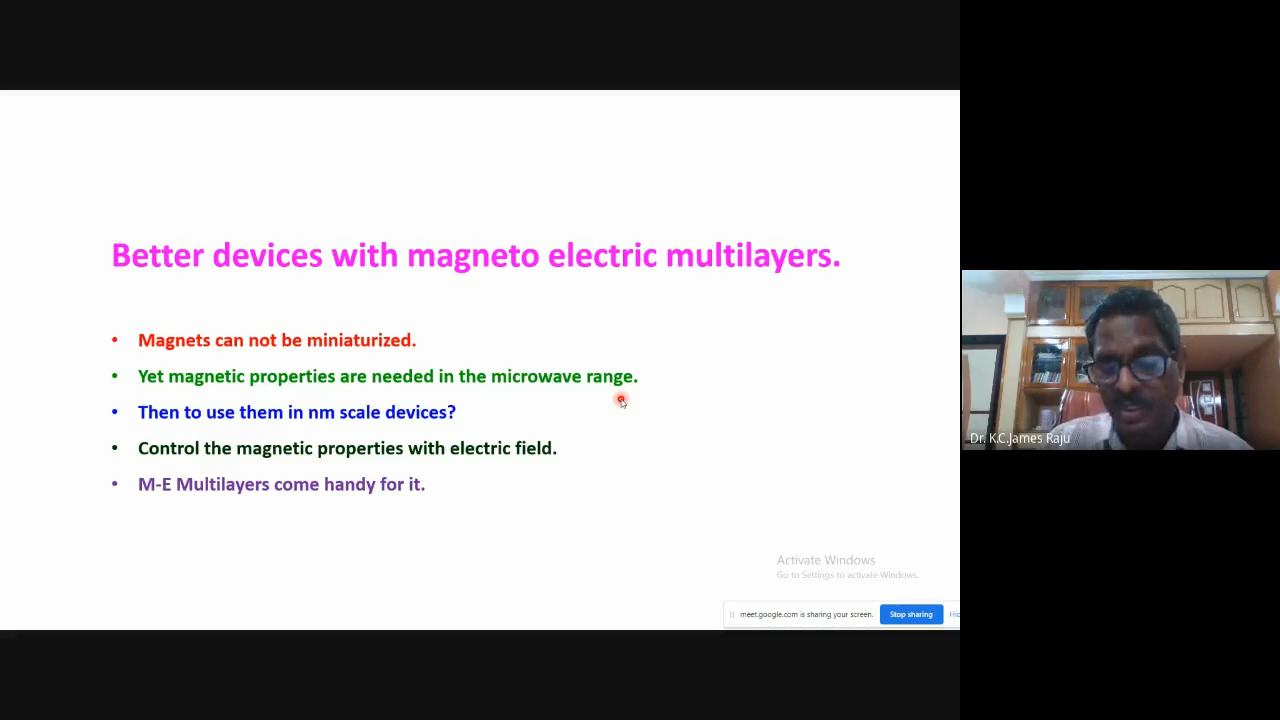 Better devices with magneto electric multilayers.
• Magnets can not be miniaturized.
• Yet magnetic properties are needed in the microwave range.
• Then to use them in nm scale devices?
• Control the magnetic properties with electric field.
• M-E Multilayers come handy for it.
Dr. K.C.James Raju
Activate Windows
Go to Settings to activate Windows.
meet.google.com is sharing your screen. Stop sharing